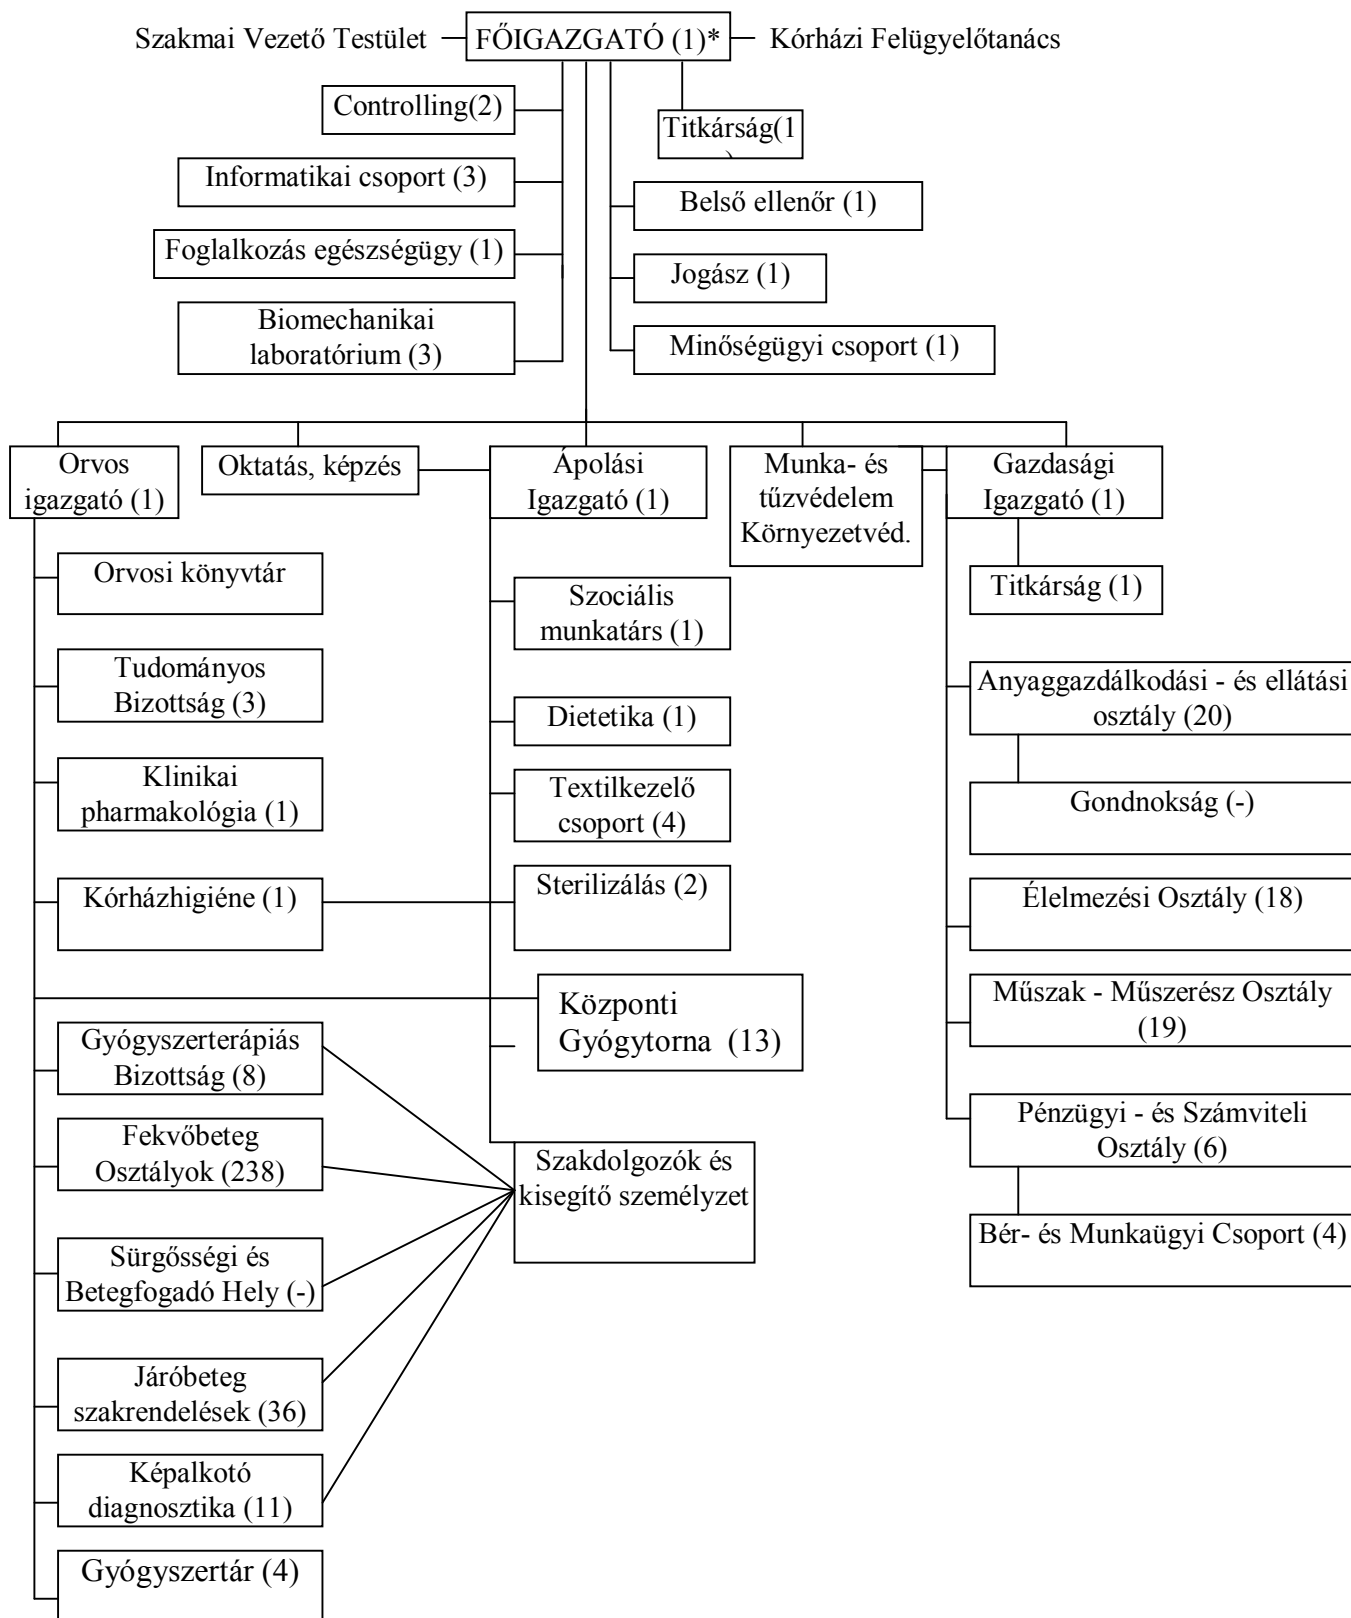 Szakmai Vezető Testület
FŐIGAZGATÓ (1)*
Kórházi Felügyelőtanács
Controlling(2)
Titkárság(1
)
Informatikai csoport (3)
Belső ellenőr (1)
Foglalkozás egészségügy (1)
Jogász (1)
Biomechanikai
laboratórium (3)
Minőségügyi csoport (1)
Orvos
igazgató (1)
Oktatás, képzés
Ápolási
Igazgató (1)
Munka- és
tűzvédelem
Környezetvéd.
Gazdasági
Igazgató (1)
Orvosi könyvtár
Tudományos
Bizottság (3)
Klinikai
pharmakológia (1)
Kórházhigiéne (1)
Gyógyszerterápiás
Bizottság (8)
Fekvőbeteg
Osztályok (238)
Sürgősségi és
Betegfogadó Hely (-)
Járóbeteg
szakrendelések (36)
Képalkotó
diagnosztika (11)
Gyógyszertár (4)
Szociális
munkatárs (1)
Dietetika (1)
Textilkezelő
csoport (4)
Sterilizálás (2)
Központi
Gyógytorna (13)
Szakdolgozók és
kisegítő személyzet
Titkárság (1)
Anyaggazdálkodási - és ellátási
osztály (20)
Gondnokság (-)
Élelmezési Osztály (18)
Műszak - Műszerész Osztály
(19)
Pénzügyi - és Számviteli
Osztály (6)
Bér- és Munkaügyi Csoport (4)